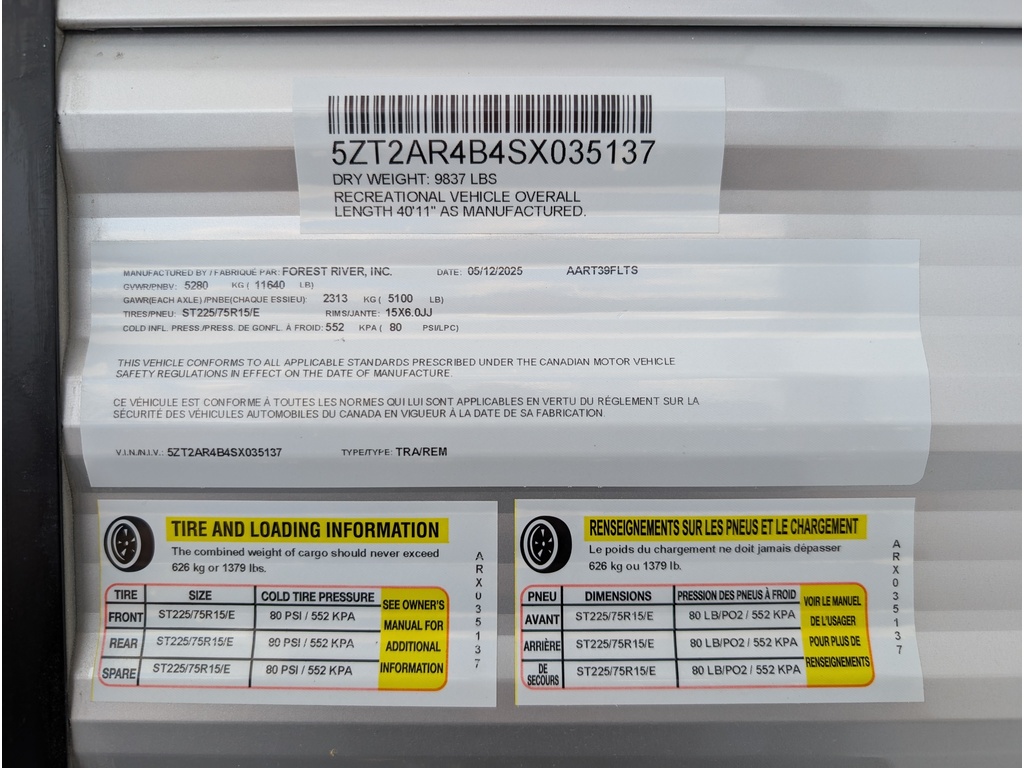 5ZT2AR4B4SX035137
DRY WEIGHT: 9837 LBS
RECREATIONAL VEHICLE OVERALL
LENGTH 40'11" AS MANUFACTURED.
MANUFACTURED BY / FABRIQUÉ PAR: FOREST RIVER, INC. DATE: 05/12/2025 AART39FLTS
GVWR/PNBV: 5280 KG ( 11640 LB)
GAWR(EACH AXLE) /PNBE(CHAQUE ESSIEU): 2313 KG ( 5100 LB)
TIRES/PNEU: ST225/75R15/E RIMS/JANTE: 15X6.0JJ
COLD INFL. PRESS./PRESS. DE GONFL. À FROID: 552 KPA ( 80 PSI/LPC)
THIS VEHICLE CONFORMS TO ALL APPLICABLE STANDARDS PRESCRIBED UNDER THE CANADIAN MOTOR VEHICLE
SAFETY REGULATIONS IN EFFECT ON THE DATE OF MANUFACTURE.
CE VÉHICULE EST CONFORME À TOUTES LES NORMES QUI LUI SONT APPLICABLES EN VERTU DU RÉGLEMENT SUR LA
SÉCURITÉ DES VÉHICULES AUTOMOBILES DU CANADA EN VIGUEUR À LA DATE DE SA FABRICATION.
V.I.N./N.I.V.: 5ZT2AR4B4SX035137 TYPE/TYPE: TRA/REM
TIRE AND LOADING INFORMATION
The combined weight of cargo should never exceed
626 kg or 1379 lbs.
TIRE SIZE COLD TIRE PRESSURE
FRONT ST225/75R15/E 80 PSI / 552 KPA
REAR ST225/75R15/E 80 PSI / 552 KPA
SPARE ST225/75R15/E 80 PSI / 552 KPA
SEE OWNER'S
MANUAL FOR
ADDITIONAL
INFORMATION
ARX035137
RENSEIGNEMENTS SUR LES PNEUS ET LE CHARGEMENT
Le poids du chargement ne doit jamais dépasser
626 kg ou 1379 lb.
PNEU DIMENSIONS PRESSION DES PNEUS À FROID
AVANT ST225/75R15/E 80 LB/PO2 / 552 KPA
ARRIÈRE ST225/75R15/E 80 LB/PO2 / 552 KPA
DE SECOURS ST225/75R15/E 80 LB/PO2 / 552 KPA
VOIR LE MANUEL
DE L'USAGER
POUR PLUS DE
RENSEIGNEMENTS
ARX035137